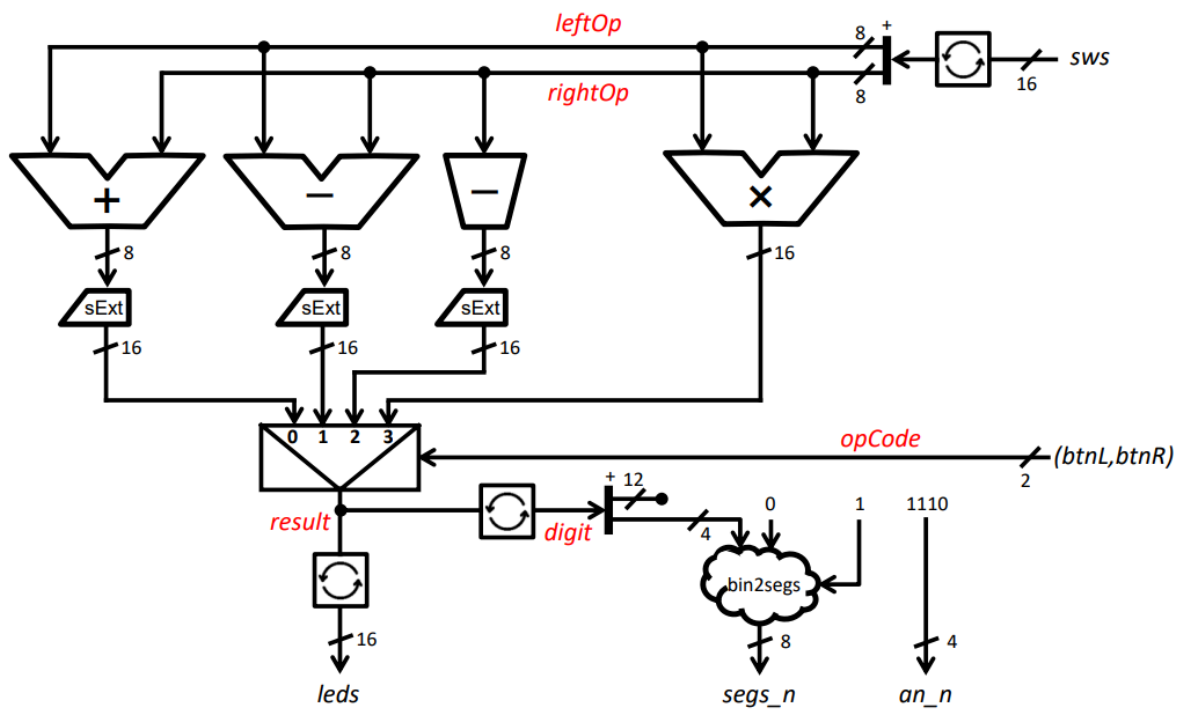 leftOp
+
8
sws
16
rightOp
8
+
−
−
×
8
8
8
16
sExt
sExt
sExt
16
16
16
0 1 2 3
opCode
(btnL,btnR)
2
+
12
result
digit
4
0
1
1110
bin2segs
16
8
4
leds
segs_n
an_n